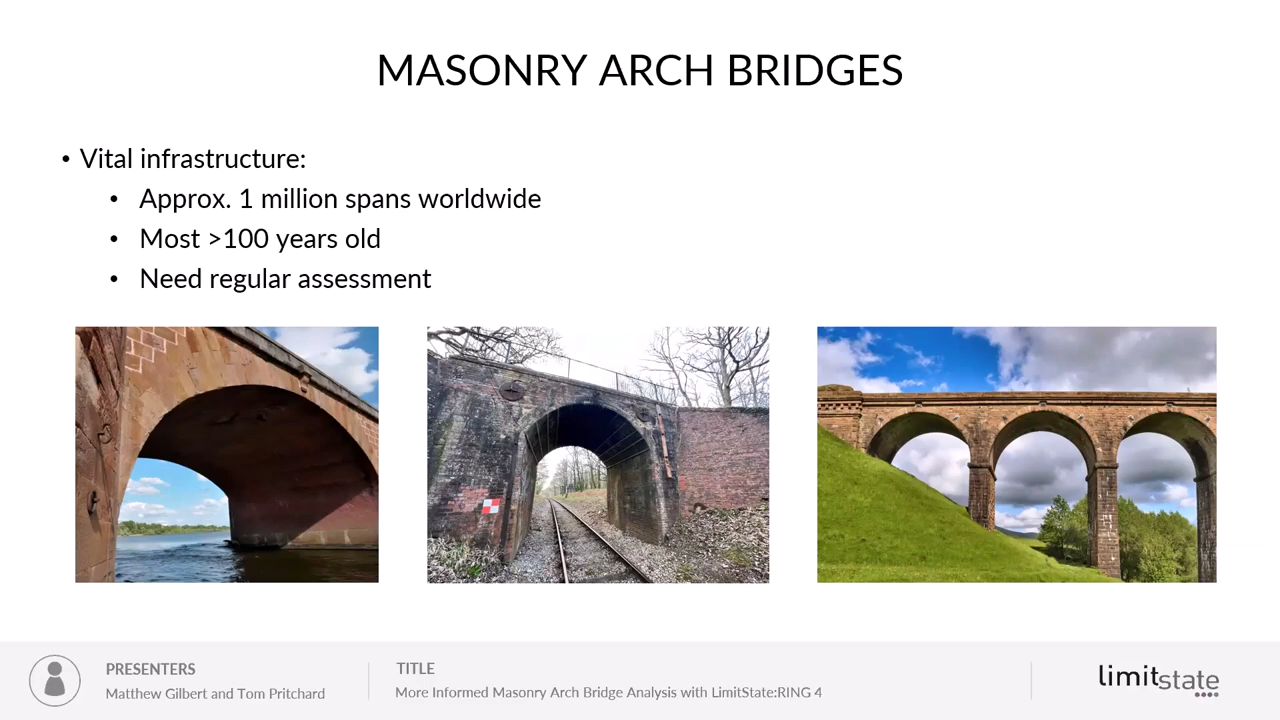 MASONRY ARCH BRIDGES
• Vital infrastructure:
• Approx. 1 million spans worldwide
• Most >100 years old
• Need regular assessment
PRESENTERS
Matthew Gilbert and Tom Pritchard
TITLE
More Informed Masonry Arch Bridge Analysis with LimitState:RING 4
limitstate